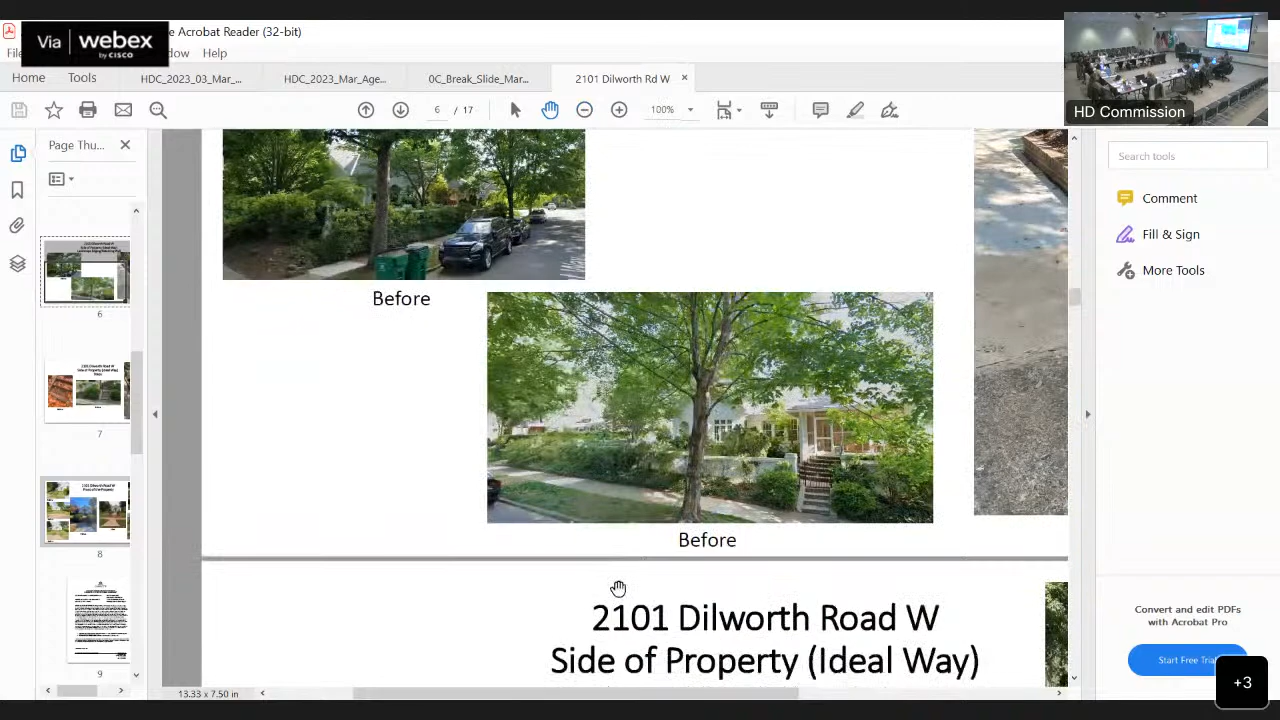 Via webex
by CISCO
e Acrobat Reader (32-bit)
File
ndow Help
Home Tools HDC_2023_03_Mar_... HDC_2023_Mar_Age... 0C_Break_Slide_Mar... 2101 Dilworth Rd W ×
6 / 17 100%
HD Commission
Page Thu...
Search tools
Comment
Fill & Sign
More Tools
Before
6
7
8
9
Before
2101 Dilworth Road W
Side of Property (Ideal Way)
Convert and edit PDFs
with Acrobat Pro
Start Free Trial
13.33 x 7.50 in
+3